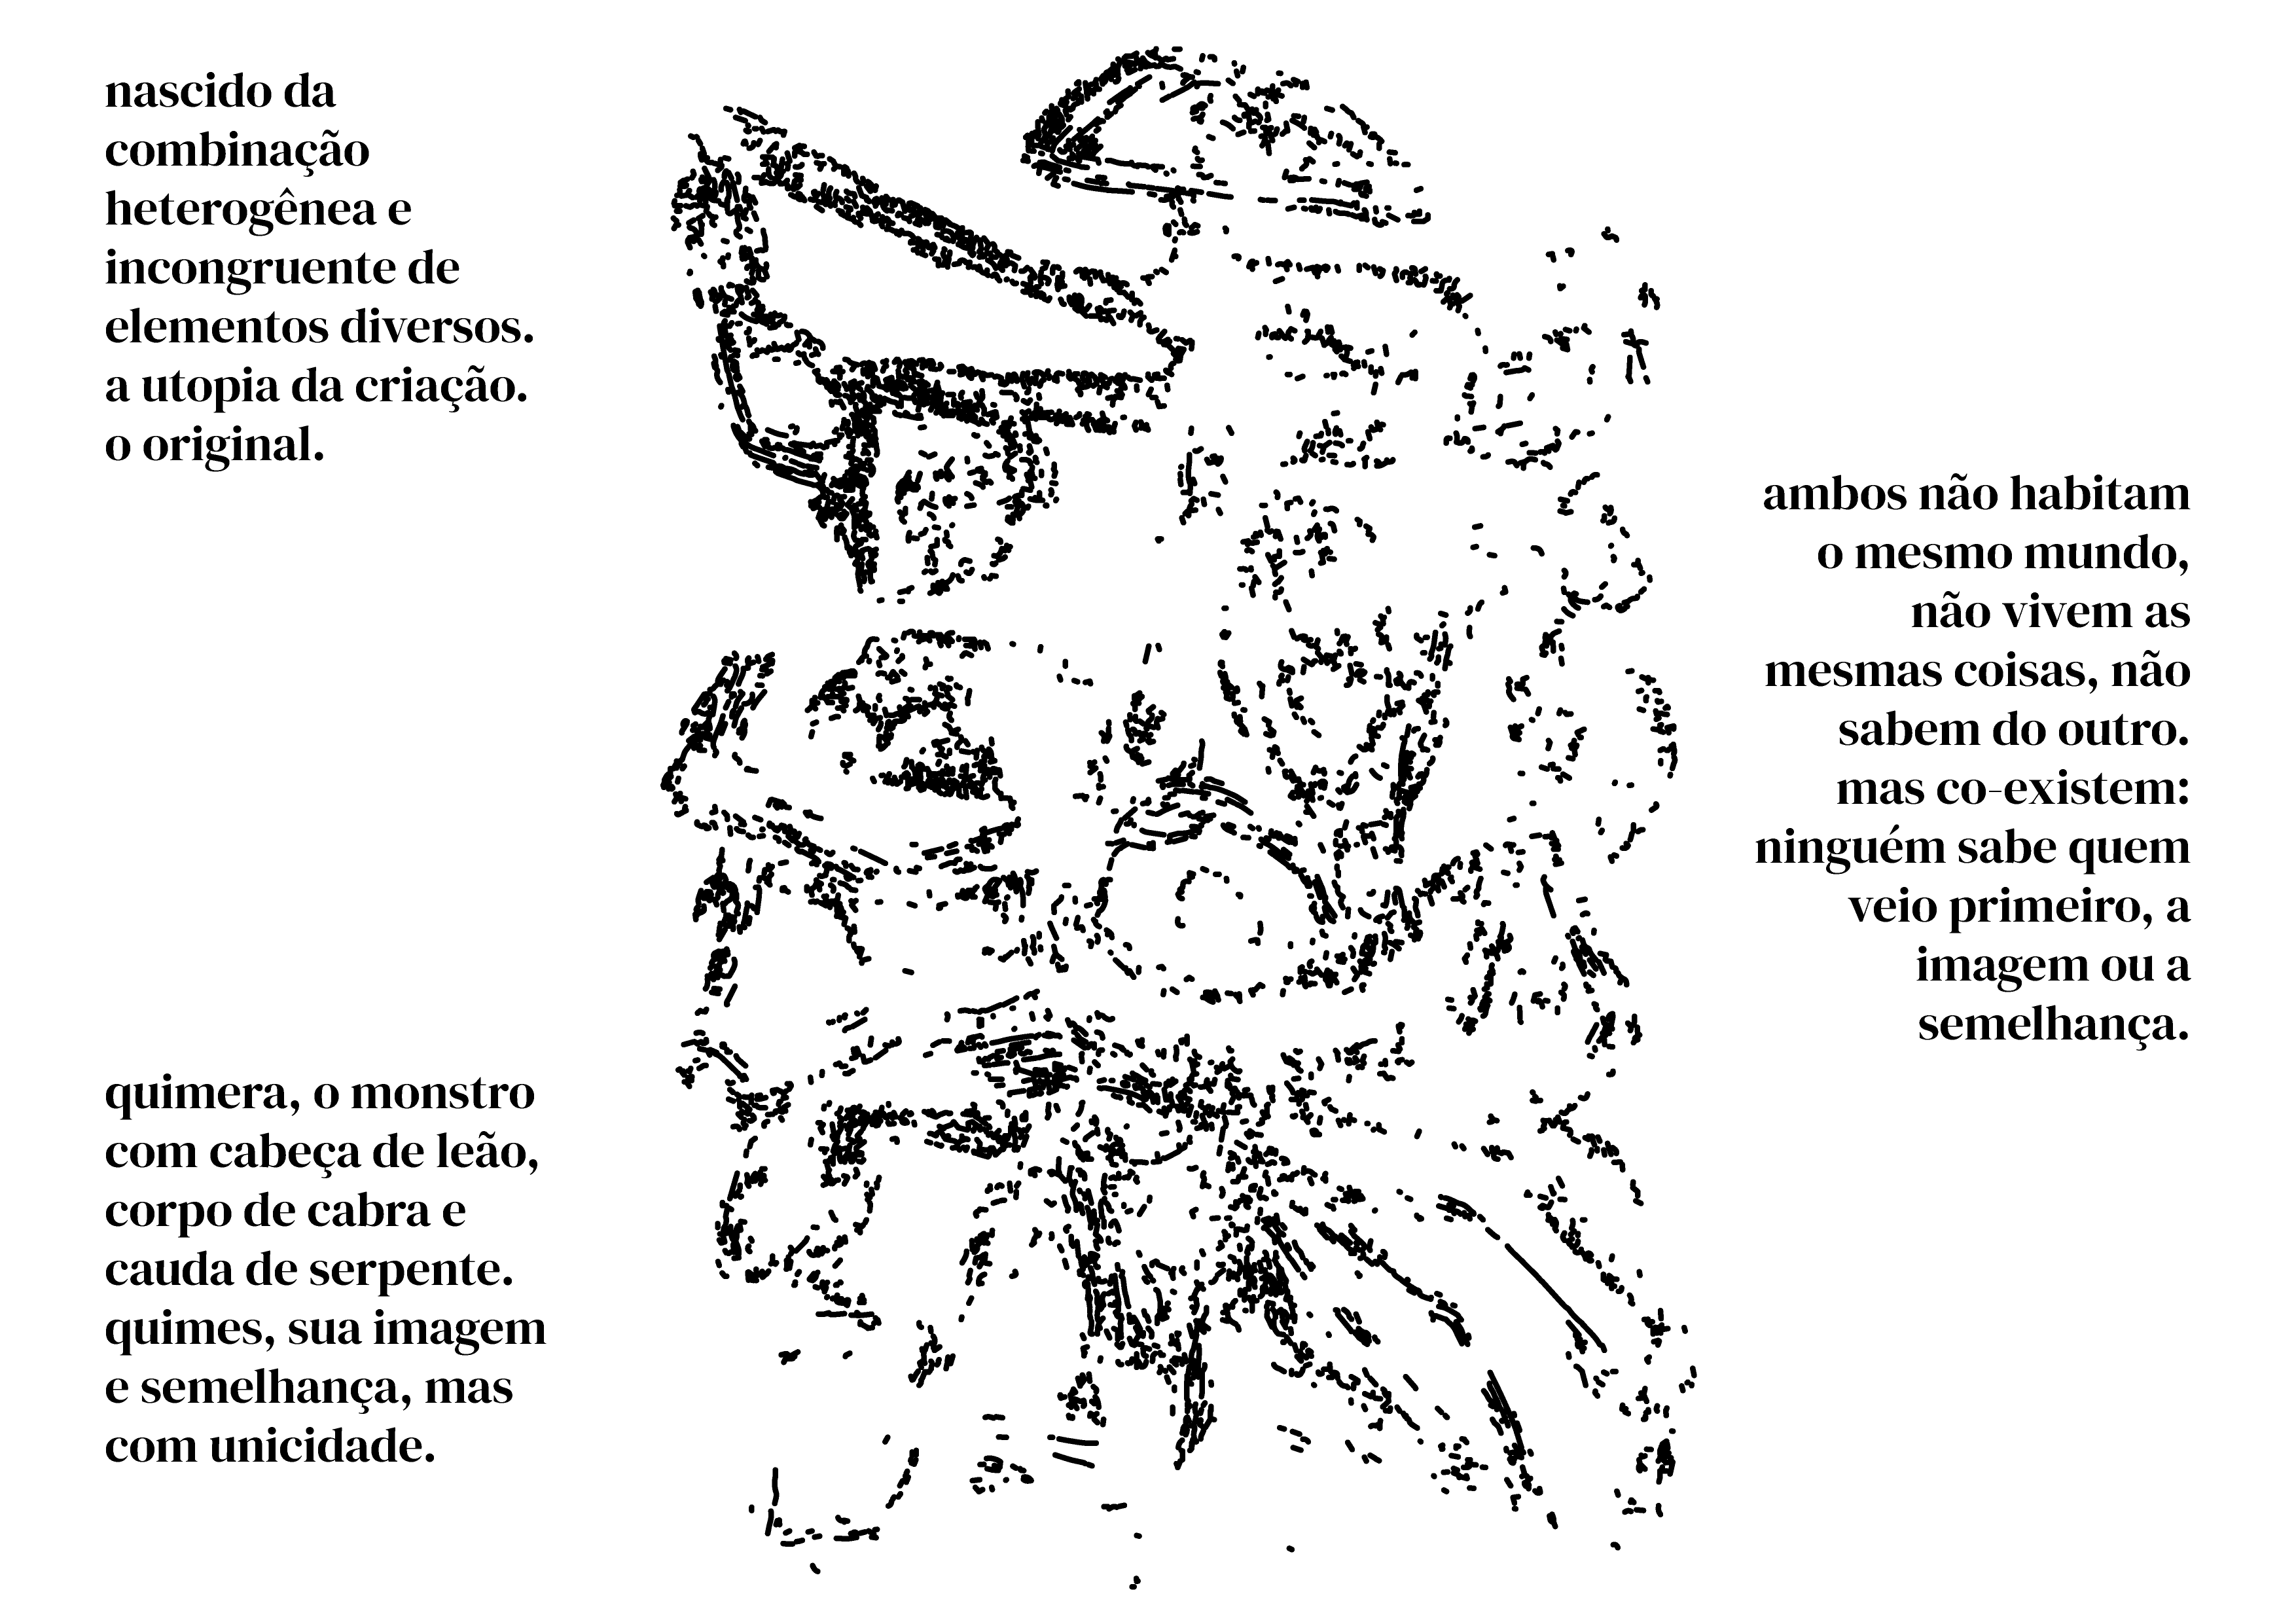 nascido da
combinação
heterogênea e
incongruente de
elementos diversos.
a utopia da criação.
o original.
quimera, o monstro
com cabeça de leão,
corpo de cabra e
cauda de serpente.
quimes, sua imagem
e semelhança, mas
com unicidade.
ambos não habitam
o mesmo mundo,
não vivem as
mesmas coisas, não
sabem do outro.
mas co-existem:
ninguém sabe quem
veio primeiro, a
imagem ou a
semelhança.